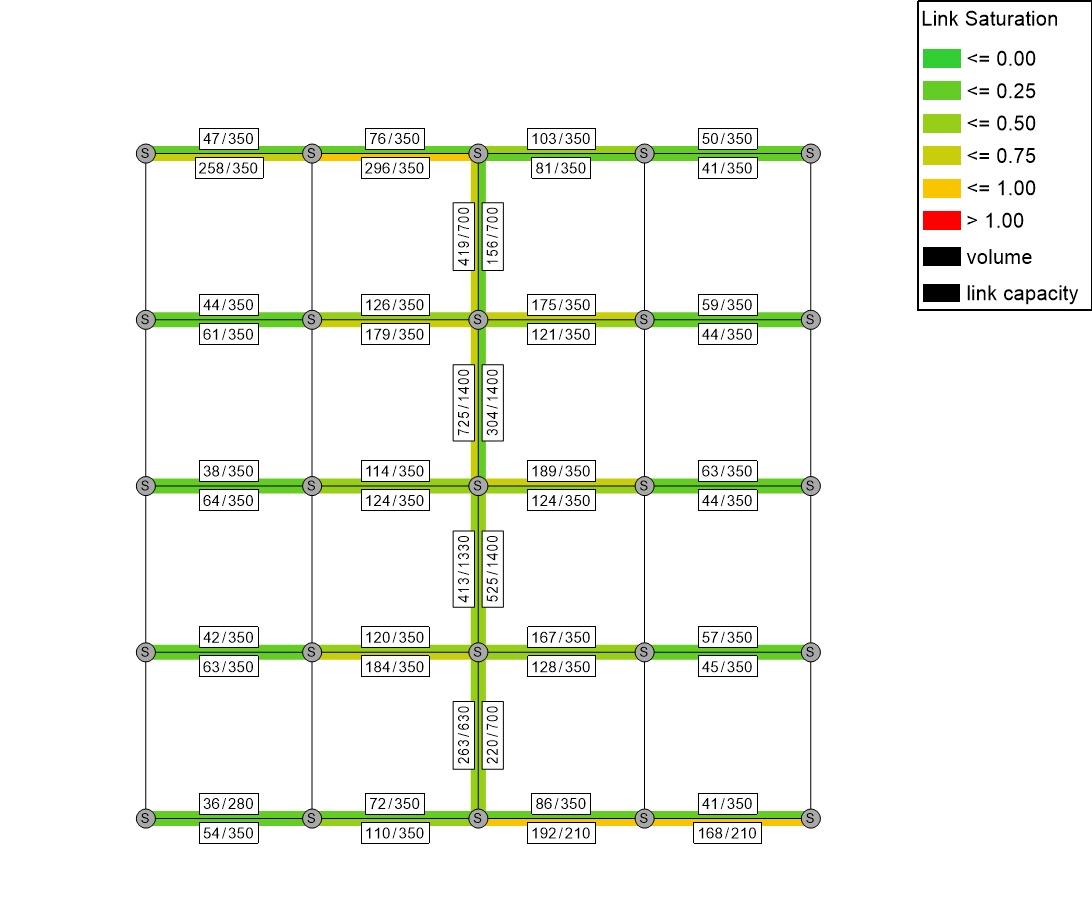 Link Saturation
<= 0.00
<= 0.25
<= 0.50
<= 0.75
<= 1.00
> 1.00
volume
link capacity
47/350
76/350
103/350
50/350
S
S
S
S
S
258/350
296/350
81/350
41/350
419/700
156/700
44/350
126/350
175/350
59/350
S
S
S
S
S
61/350
179/350
121/350
44/350
725/1400
304/1400
38/350
114/350
189/350
63/350
S
S
S
S
S
64/350
124/350
124/350
44/350
413/1330
525/1400
42/350
120/350
167/350
57/350
S
S
S
S
S
63/350
184/350
128/350
45/350
263/630
220/700
36/280
72/350
86/350
41/350
S
S
S
S
S
54/350
110/350
192/210
168/210